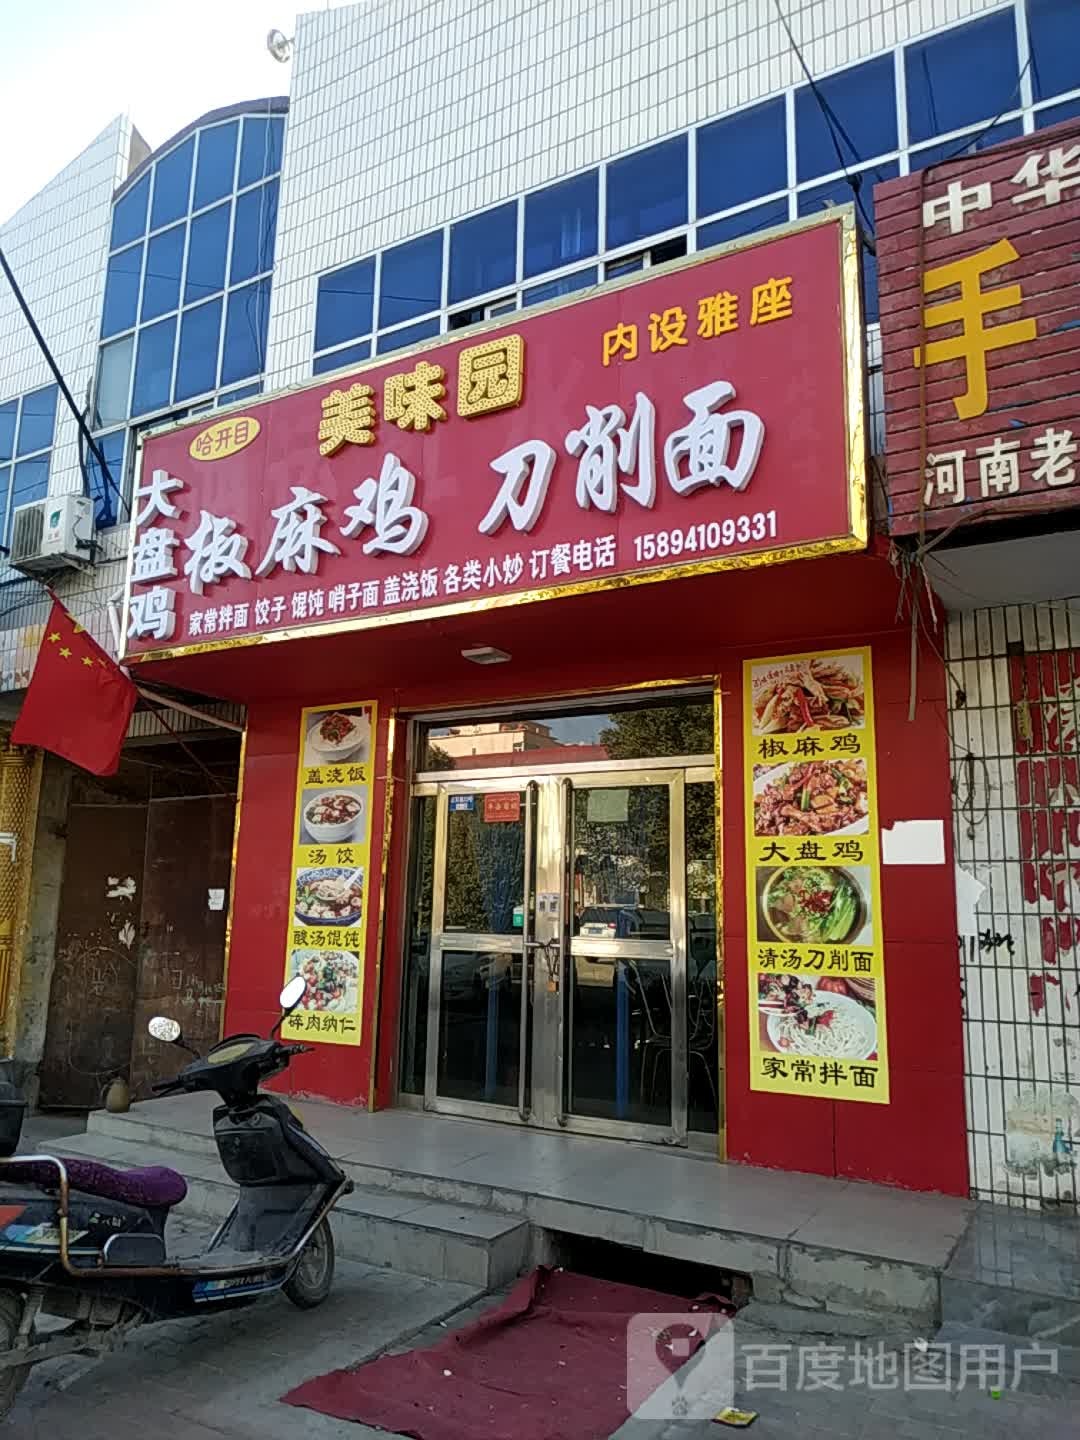 哈开目
美味园
内设雅座
大盘鸡
椒麻鸡 刀削面
家常拌面 饺子 馄饨 哨子面 盖浇饭 各类小炒 订餐电话 15894109331
中华
手
河南老
盖浇饭
汤饺
酸汤馄饨
碎肉纳仁
椒麻鸡
大盘鸡
清汤刀削面
家常拌面
百度地图用户